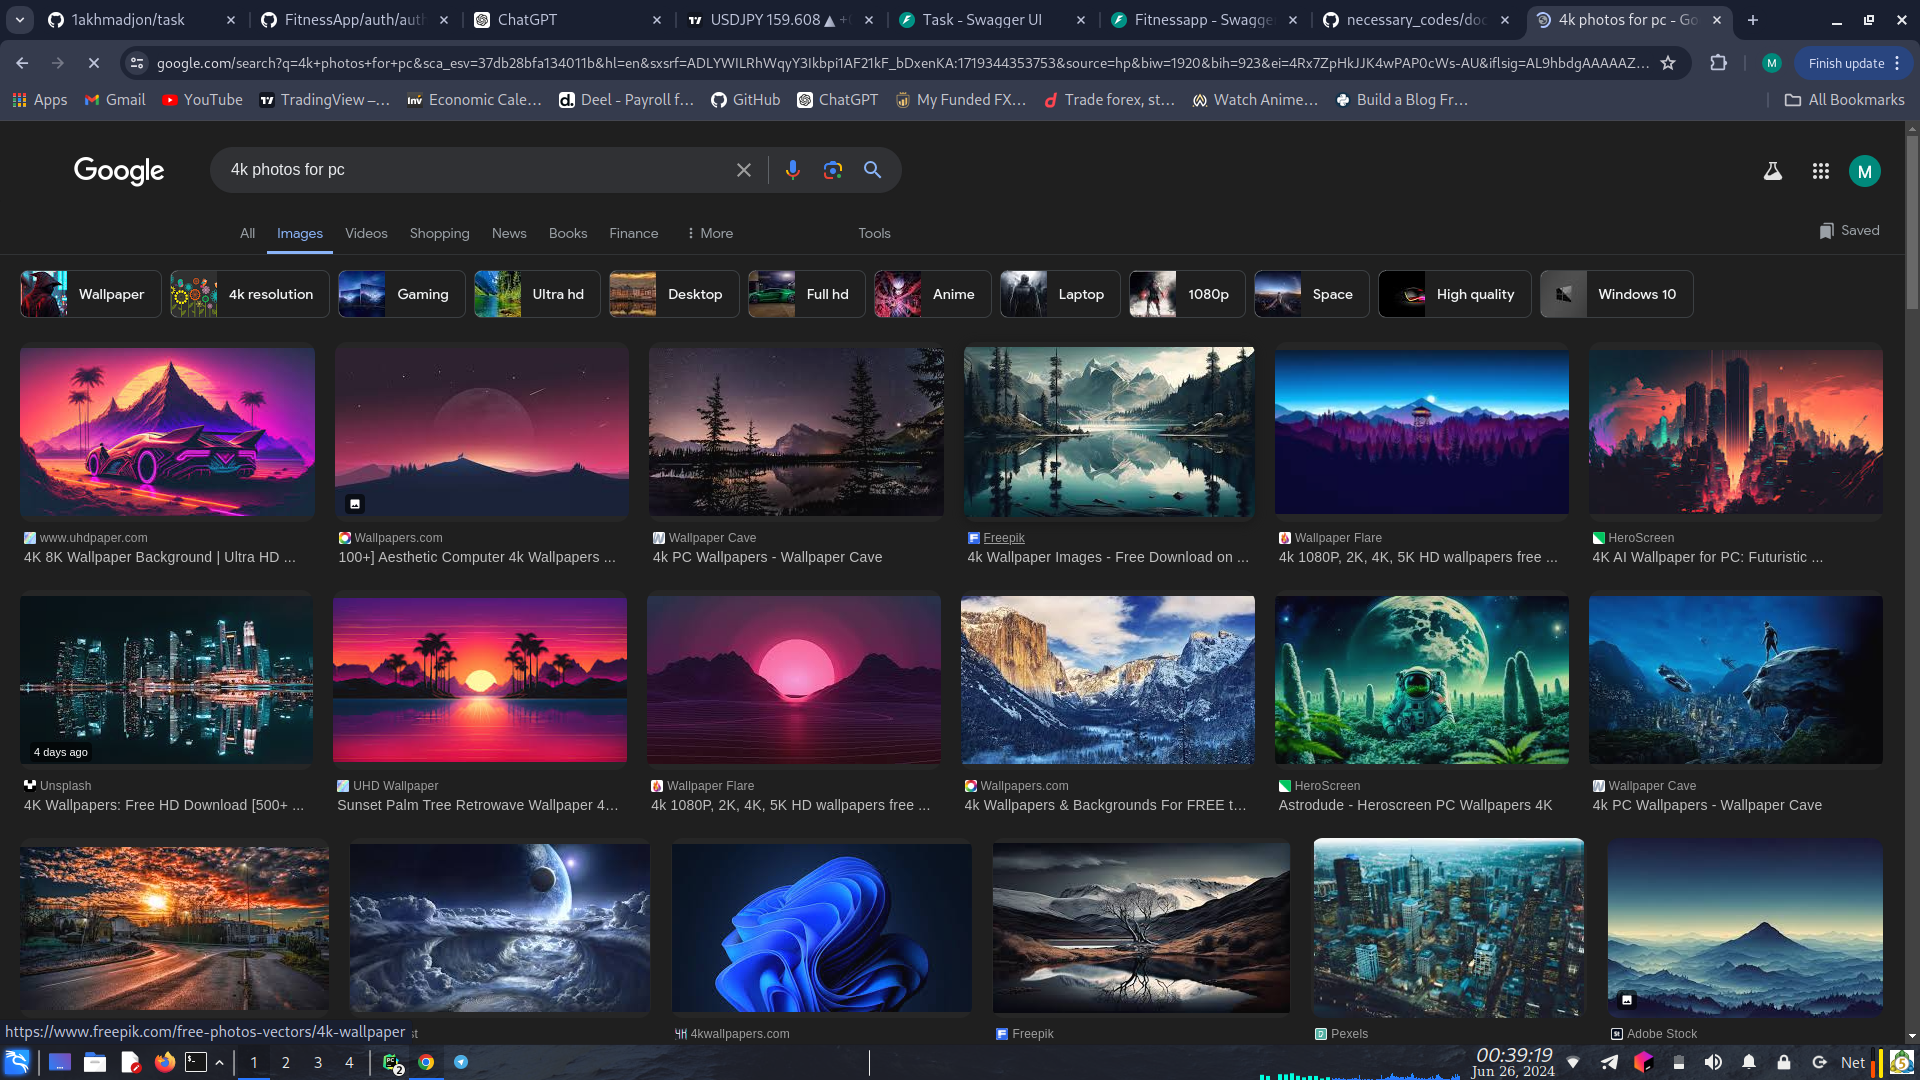 1akhmadjon/task
FitnessApp/auth/auth
ChatGPT
USDJPY 159.608 ▲ +
Task - Swagger UI
Fitnessapp - Swagge
necessary_codes/doc
4k photos for pc - Go
google.com/search?q=4k+photos+for+pc&sca_esv=37db28bfa134011b&hl=en&sxsrf=ADLYWILRhWqyY3Ikbpi1AF21kF_bDxenKA:1719344353753&source=hp&biw=1920&bih=923&ei=4Rx7ZpHkJJK4wPAP0cWs-AU&iflsig=AL9hbdgAAAAAZ...
M
Finish update
Apps
Gmail
YouTube
TradingView –...
Economic Cale...
Deel - Payroll f...
GitHub
ChatGPT
My Funded FX...
Trade forex, st...
Watch Anime...
Build a Blog Fr...
All Bookmarks
Google
4k photos for pc
M
All
Images
Videos
Shopping
News
Books
Finance
More
Tools
Saved
Wallpaper
4k resolution
Gaming
Ultra hd
Desktop
Full hd
Anime
Laptop
1080p
Space
High quality
Windows 10
www.uhdpaper.com
4K 8K Wallpaper Background | Ultra HD ...
Wallpapers.com
100+] Aesthetic Computer 4k Wallpapers ...
Wallpaper Cave
4k PC Wallpapers - Wallpaper Cave
Freepik
4k Wallpaper Images - Free Download on ...
Wallpaper Flare
4k 1080P, 2K, 4K, 5K HD wallpapers free ...
HeroScreen
4K AI Wallpaper for PC: Futuristic ...
4 days ago
Unsplash
4K Wallpapers: Free HD Download [500+ ...
UHD Wallpaper
Sunset Palm Tree Retrowave Wallpaper 4...
Wallpaper Flare
4k 1080P, 2K, 4K, 5K HD wallpapers free ...
Wallpapers.com
4k Wallpapers & Backgrounds For FREE t...
HeroScreen
Astrodude - Heroscreen PC Wallpapers 4K
Wallpaper Cave
4k PC Wallpapers - Wallpaper Cave
https://www.freepik.com/free-photos-vectors/4k-wallpaper
st
4kwallpapers.com
Freepik
Pexels
Adobe Stock
1
2
3
4
2
00:39:19
Jun 26, 2024
Net
5